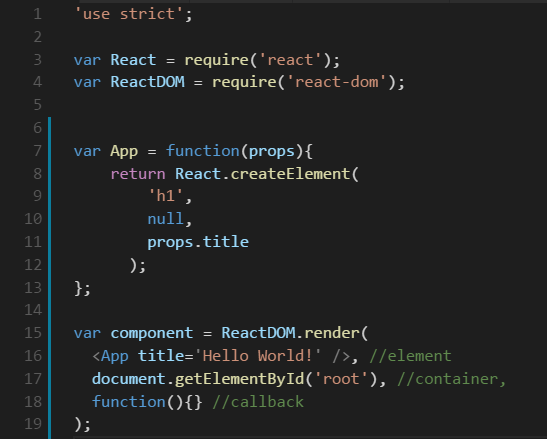 1 'use strict';
2
3 var React = require('react');
4 var ReactDOM = require('react-dom');
5
6
7 var App = function(props){
8     return React.createElement(
9         'h1',
10         null,
11         props.title
12       );
13 };
14
15 var component = ReactDOM.render(
16   <App title='Hello World!' />, //element
17   document.getElementById('root'), //container,
18   function(){} //callback
19 );